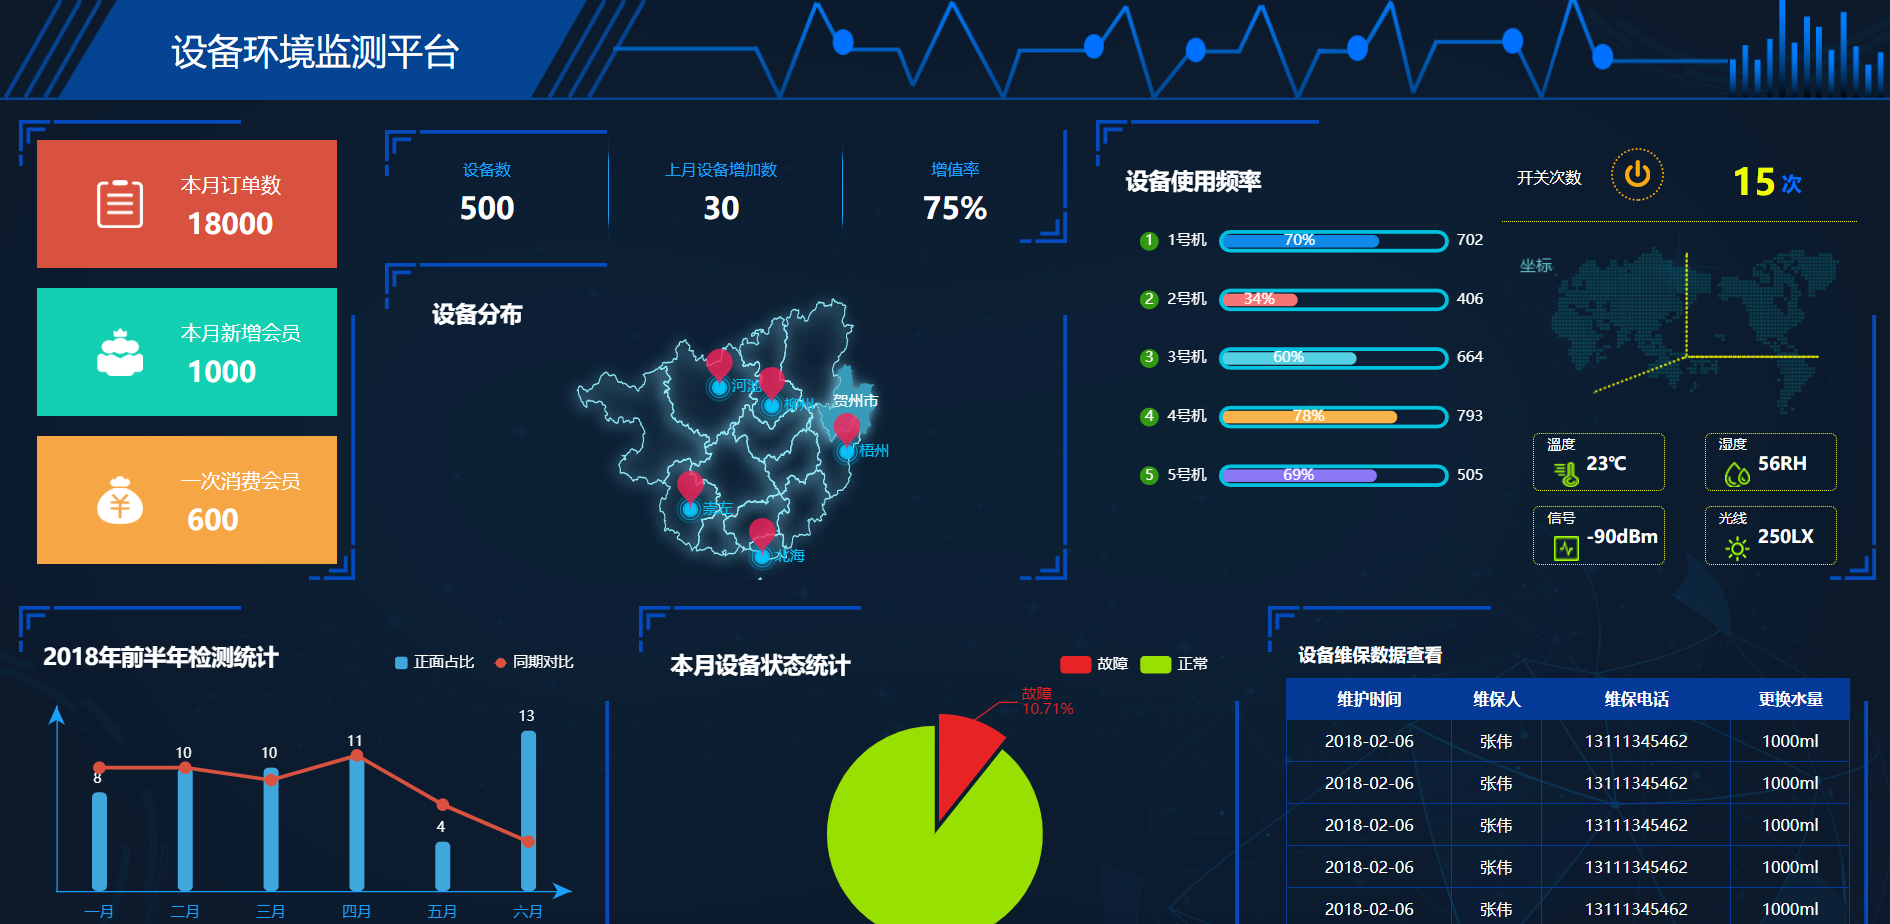 设备环境监测平台
本月订单数
18000
本月新增会员
1000
一次消费会员
600
设备数
500
上月设备增加数
30
增值率
75%
设备分布
河池
柳州
贺州市
梧州
崇左
北海
设备使用频率
1 1号机 70% 702
2 2号机 34% 406
3 3号机 60% 664
4 4号机 78% 793
5 5号机 69% 505
开关次数
15 次
坐标
温度
23℃
湿度
56RH
信号
-90dBm
光线
250LX
2018年前半年检测统计
正面占比 同期对比
8
10
10
11
4
13
一月 二月 三月 四月 五月 六月
本月设备状态统计
故障 正常
故障
10.71%
设备维保数据查看
维护时间 维保人 维保电话 更换水量
2018-02-06 张伟 13111345462 1000ml
2018-02-06 张伟 13111345462 1000ml
2018-02-06 张伟 13111345462 1000ml
2018-02-06 张伟 13111345462 1000ml
2018-02-06 张伟 13111345462 1000ml